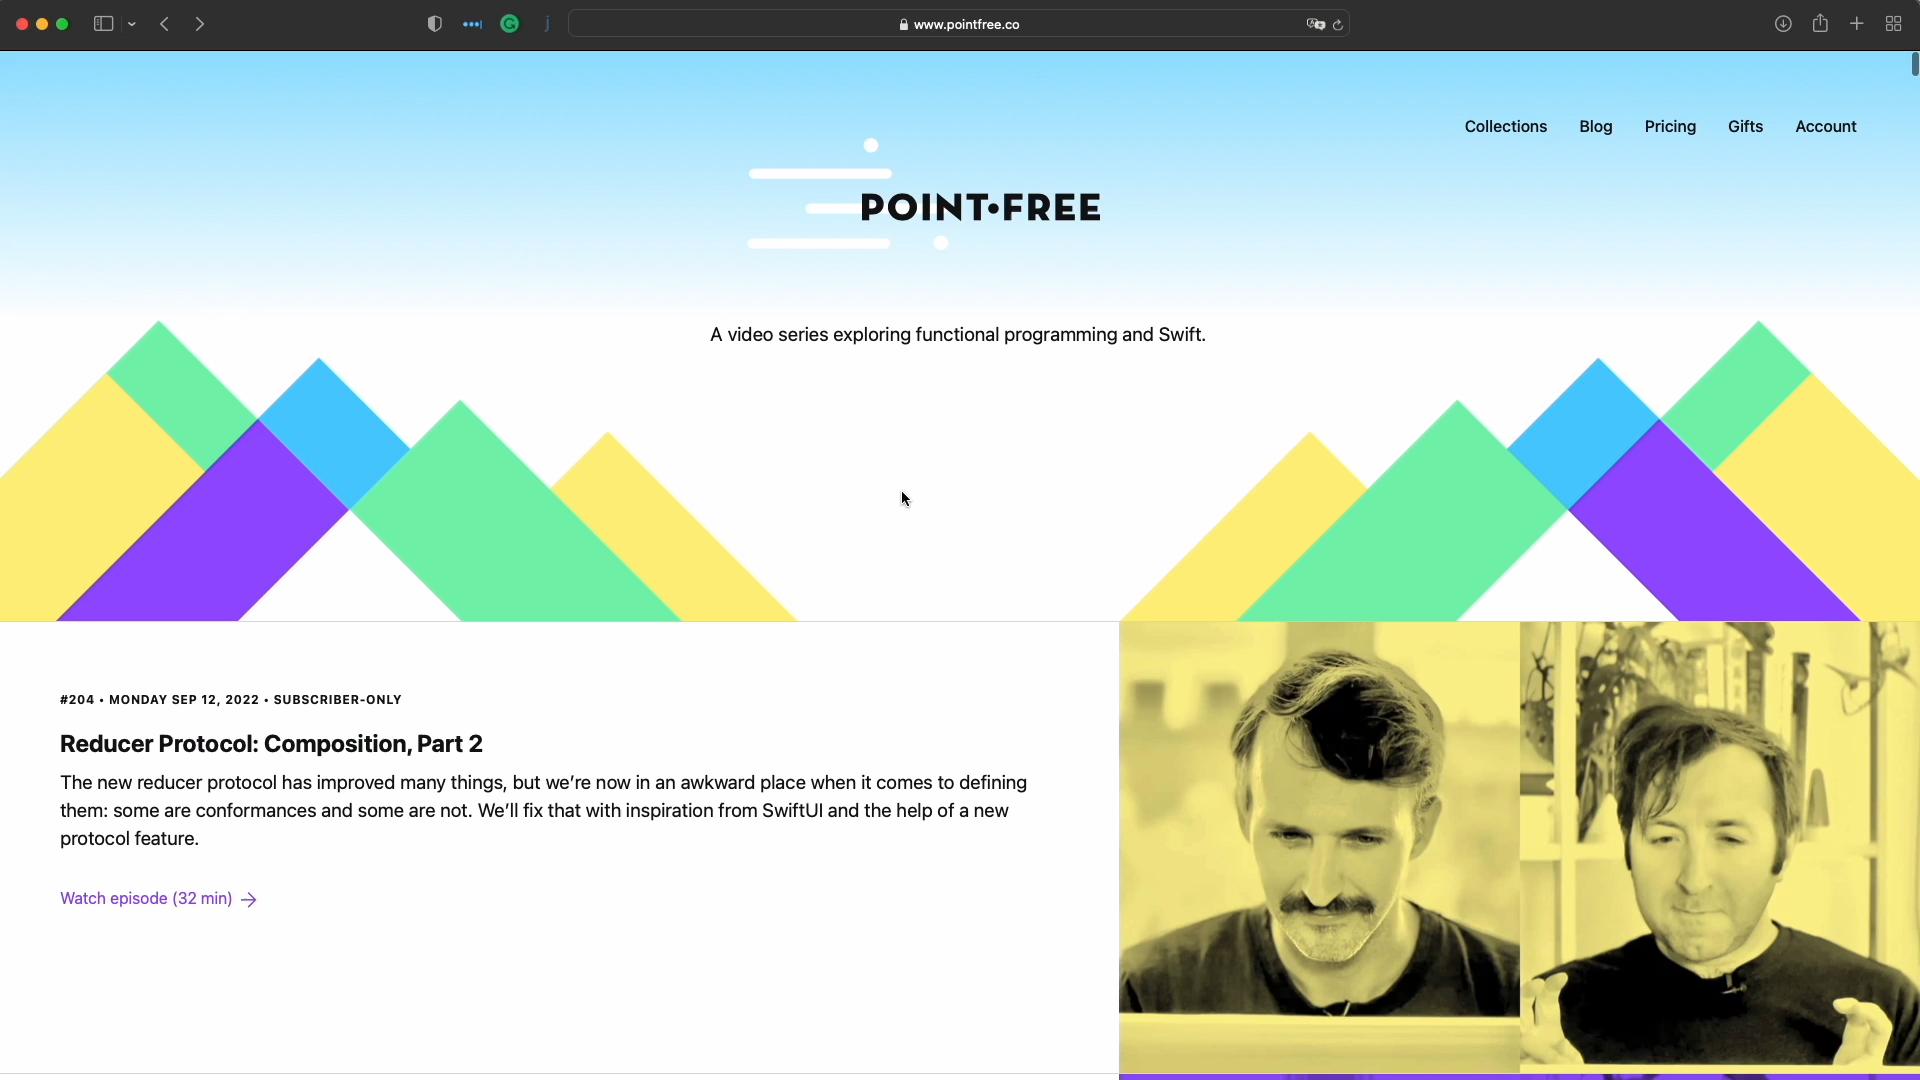 www.pointfree.co
Collections Blog Pricing Gifts Account
POINT•FREE
A video series exploring functional programming and Swift.
#204 • MONDAY SEP 12, 2022 • SUBSCRIBER-ONLY
Reducer Protocol: Composition, Part 2
The new reducer protocol has improved many things, but we’re now in an awkward place when it comes to defining
them: some are conformances and some are not. We’ll fix that with inspiration from SwiftUI and the help of a new
protocol feature.
Watch episode (32 min) →